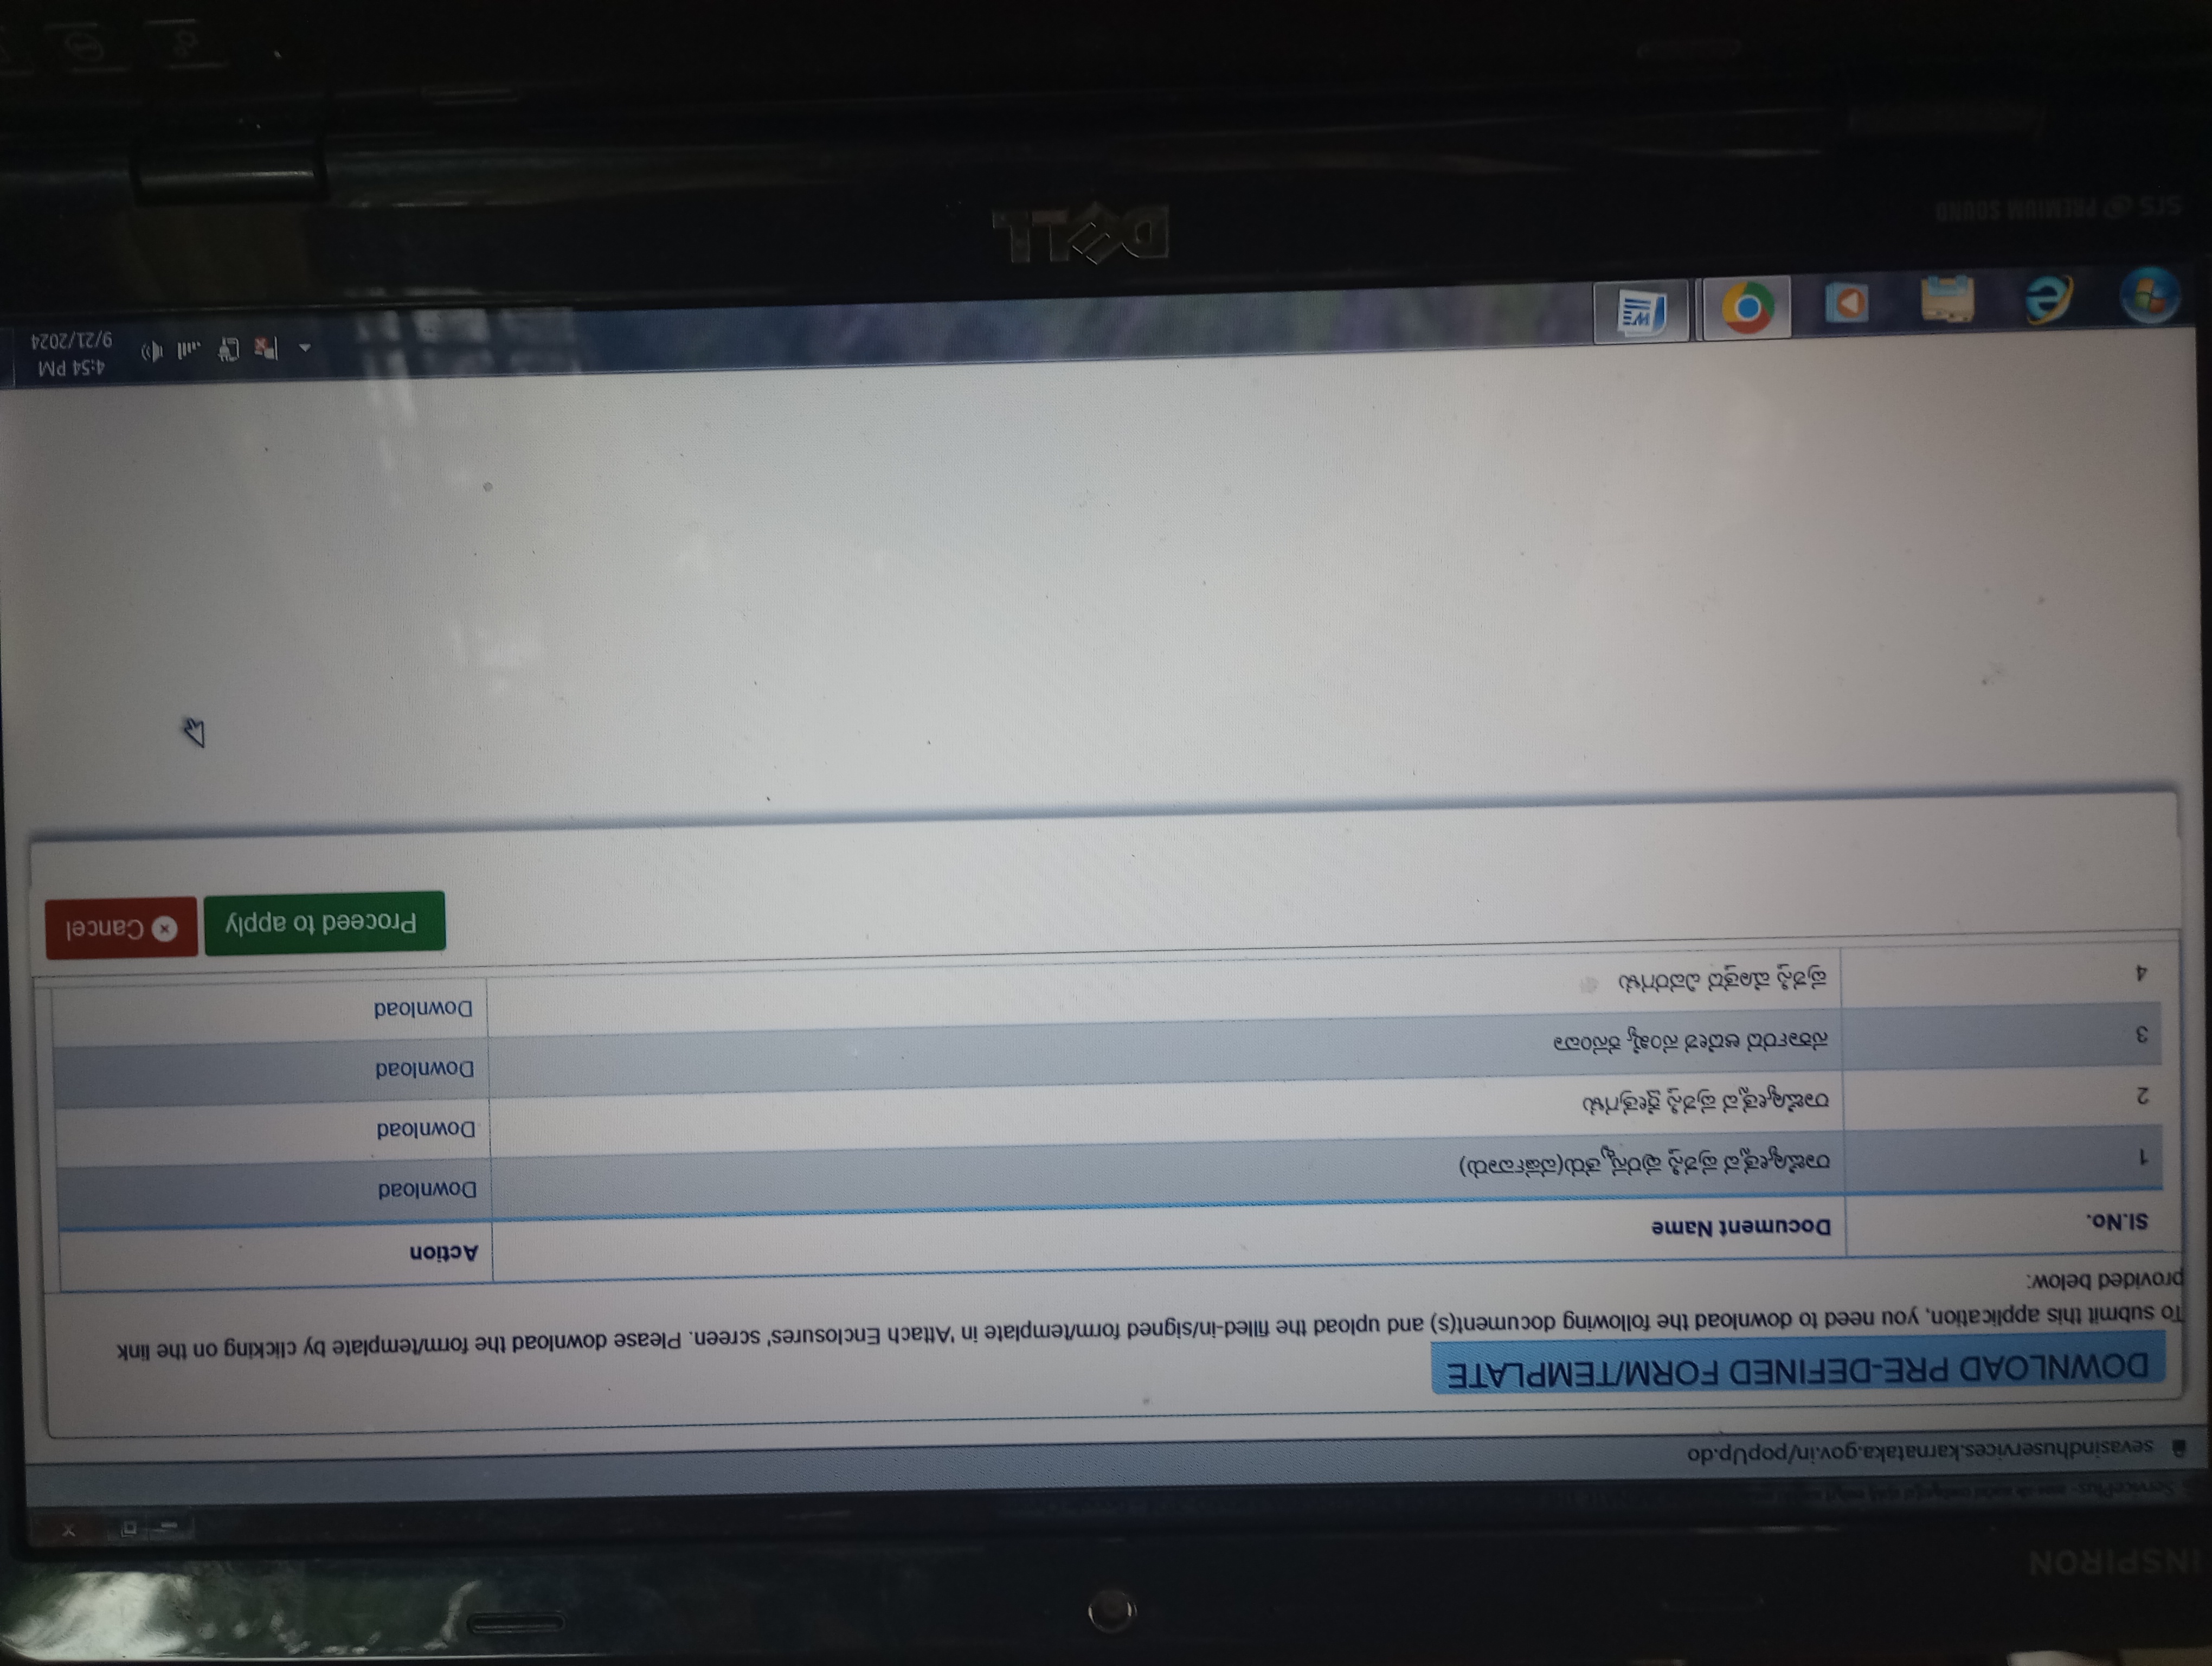 INSPIRON
ServicePlus-
sevasindhuservices.karnataka.gov.in/popUp.do
DOWNLOAD PRE-DEFINED FORM/TEMPLATE
To submit this application, you need to download the following document(s) and upload the filled-in/signed form/template in 'Attach Enclosures' screen. Please download the form/template by clicking on the link
provided below:
Sl.No. Document Name Action
1 ರಾಜ್ಯೋತ್ಸವ ಪ್ರಶಸ್ತಿ ಪುರಸ್ಕೃತರು(ವರ್ಷವಾರು) Download
2 ರಾಜ್ಯೋತ್ಸವ ಪ್ರಶಸ್ತಿ ಕ್ಷೇತ್ರಗಳು Download
3 ಸರ್ಕಾರದ ಆದೇಶ ಸಂಖ್ಯೆ ಕಸಂವಾ Download
4 ಪ್ರಶಸ್ತಿ ಮೊತ್ತದ ವಿವರಗಳು Download
Proceed to apply Cancel
4:54 PM
9/21/2024
DELL
SRS PREMIUM SOUND